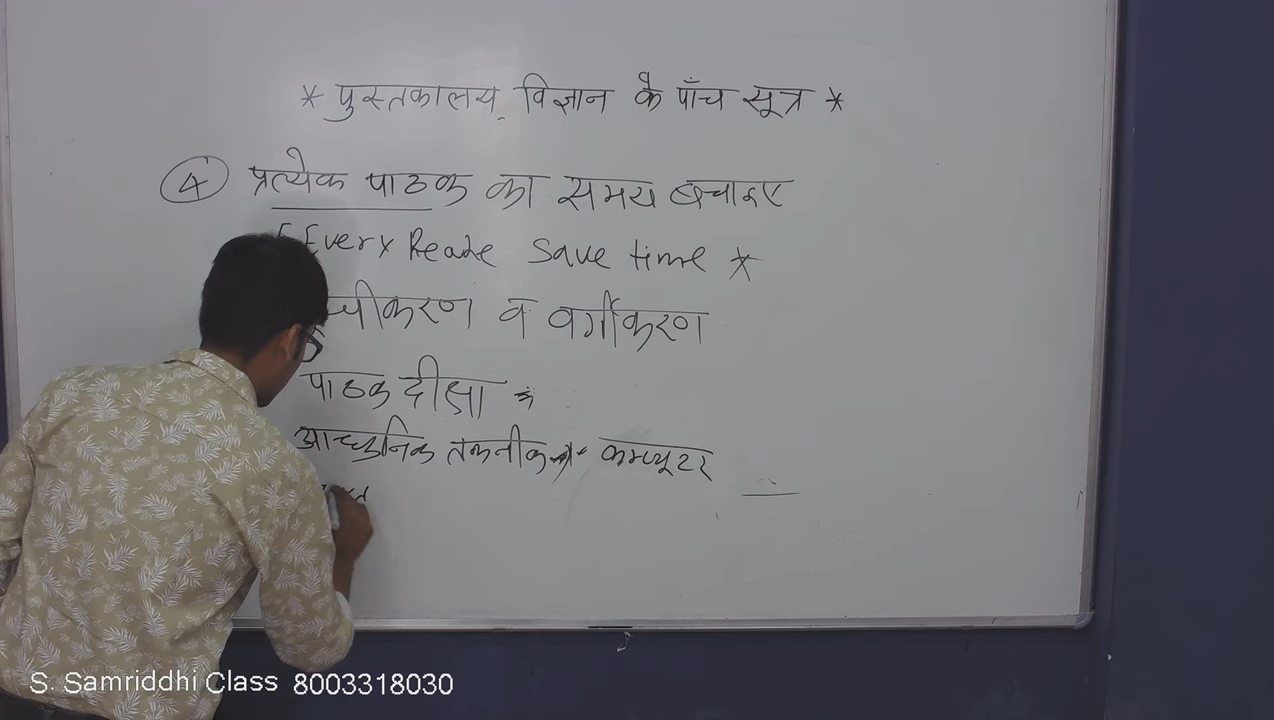 * पुस्तकालय विज्ञान के पाँच सूत्र *
4 प्रत्येक पाठक का समय बचाइए
Every Reade Save time *
चीकरण व वर्गीकरण
पाठक दीक्षा
आधुनिक तकनीक कम्प्यूटर
S. Samriddhi Class 8003318030